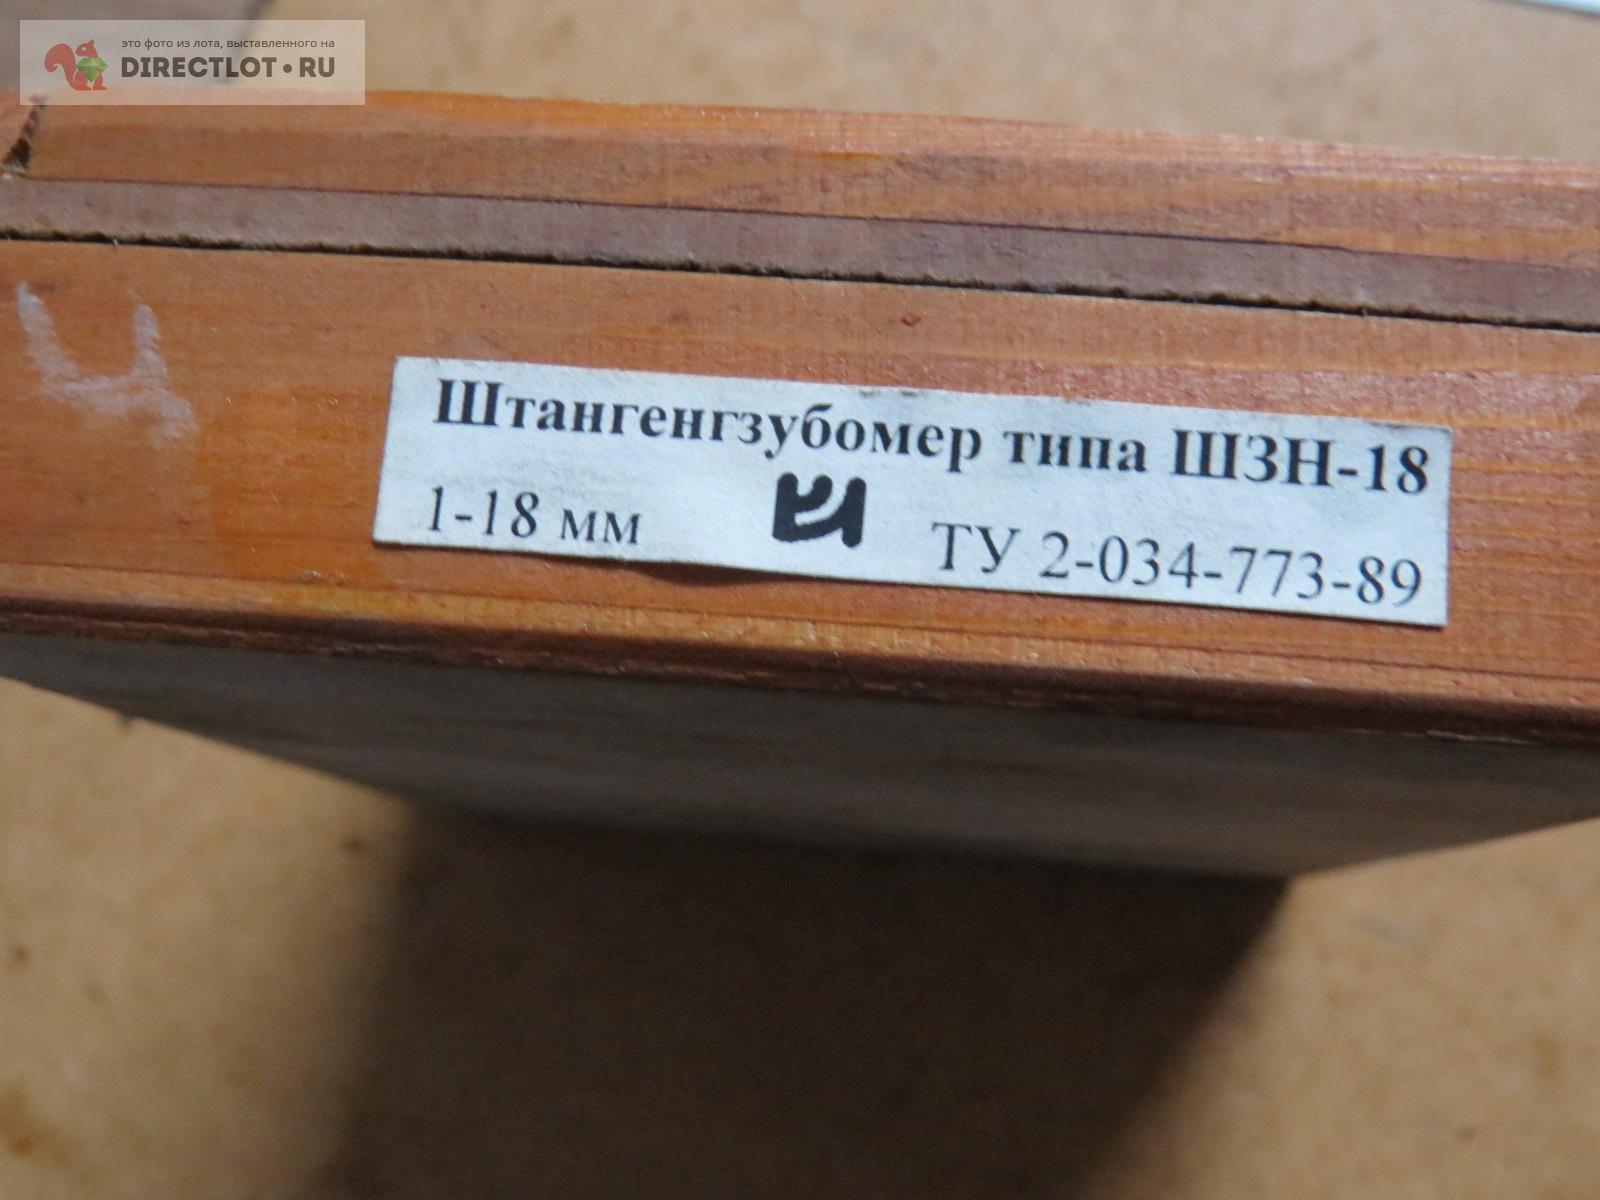 это фото из лота, выставленного на
DIRECTLOT•RU
Ч
Штангенгзубомер типа ШЗН-18
1-18 мм
ТУ 2-034-773-89